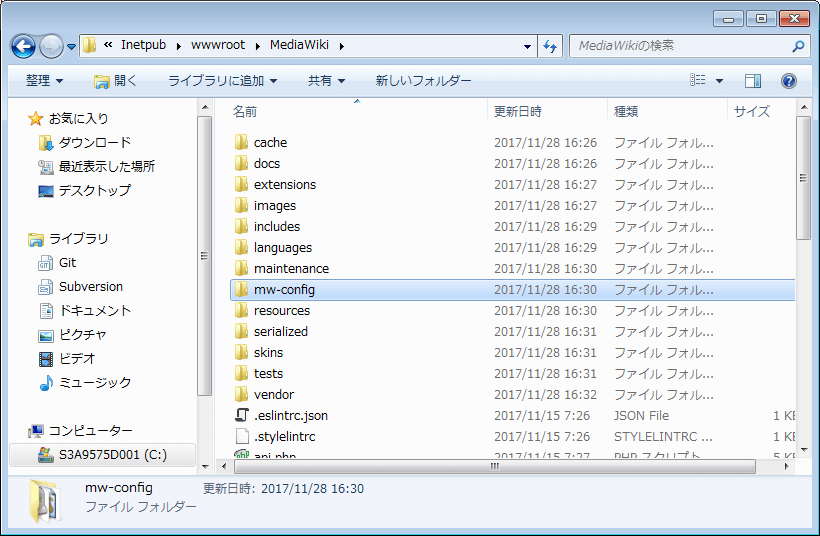 « Inetpub ▸ wwwroot ▸ MediaWiki ▸ MediaWikiの検索
整理 開く ライブラリに追加 共有 新しいフォルダー
名前 更新日時 種類 サイズ
お気に入り
ダウンロード
最近表示した場所
デスクトップ
ライブラリ
Git
Subversion
ドキュメント
ピクチャ
ビデオ
ミュージック
コンピューター
S3A9575D001 (C:)
cache 2017/11/28 16:26 ファイル フォル...
docs 2017/11/28 16:26 ファイル フォル...
extensions 2017/11/28 16:27 ファイル フォル...
images 2017/11/28 16:27 ファイル フォル...
includes 2017/11/28 16:29 ファイル フォル...
languages 2017/11/28 16:29 ファイル フォル...
maintenance 2017/11/28 16:30 ファイル フォル...
mw-config 2017/11/28 16:30 ファイル フォル...
resources 2017/11/28 16:30 ファイル フォル...
serialized 2017/11/28 16:31 ファイル フォル...
skins 2017/11/28 16:31 ファイル フォル...
tests 2017/11/28 16:31 ファイル フォル...
vendor 2017/11/28 16:32 ファイル フォル...
.eslintrc.json 2017/11/15 7:26 JSON File 1 KB
.stylelintrc 2017/11/15 7:26 STYLELINTRC ... 1 KB
api.php 2017/11/15 7:26 PHP スクリプト 5 KB
mw-config 更新日時: 2017/11/28 16:30
ファイル フォルダー